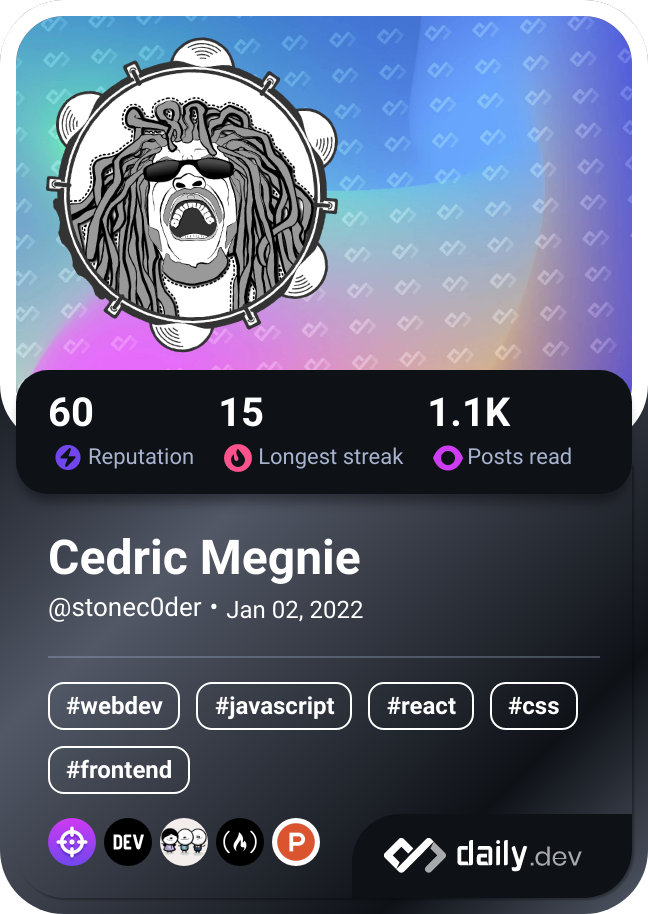 60 15 1.1K
Reputation Longest streak Posts read
Cedric Megnie
@stonec0der • Jan 02, 2022
#webdev #javascript #react #css
#frontend
DEV P daily.dev